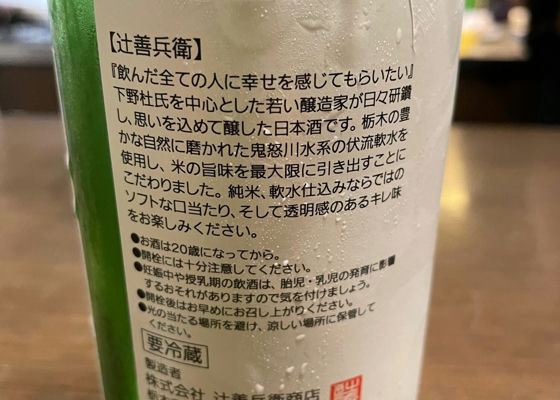 【辻善兵衛】
『飲んだ全ての人に幸せを感じてもらいたい』
下野杜氏を中心とした若い醸造家が日々研鑽
し、思いを込めて醸した日本酒です。栃木の豊
かな自然に磨かれた鬼怒川水系の伏流軟水を
使用し、米の旨味を最大限に引き出すことに
こだわりました。純米、軟水仕込みならではの
ソフトな口当たり、そして透明感のあるキレ味
をお楽しみください。
●お酒は20歳になってから。
●開栓には十分注意してください。
●妊娠中や授乳期の飲酒は、胎児・乳児の発育に影響
するおそれがありますので気を付けましょう。
●開栓後はお早めにお召し上がりください。
●光の当たる場所を避け、涼しい場所に保管して
ください。
要冷蔵
製造者
株式会社 辻善兵衛商店